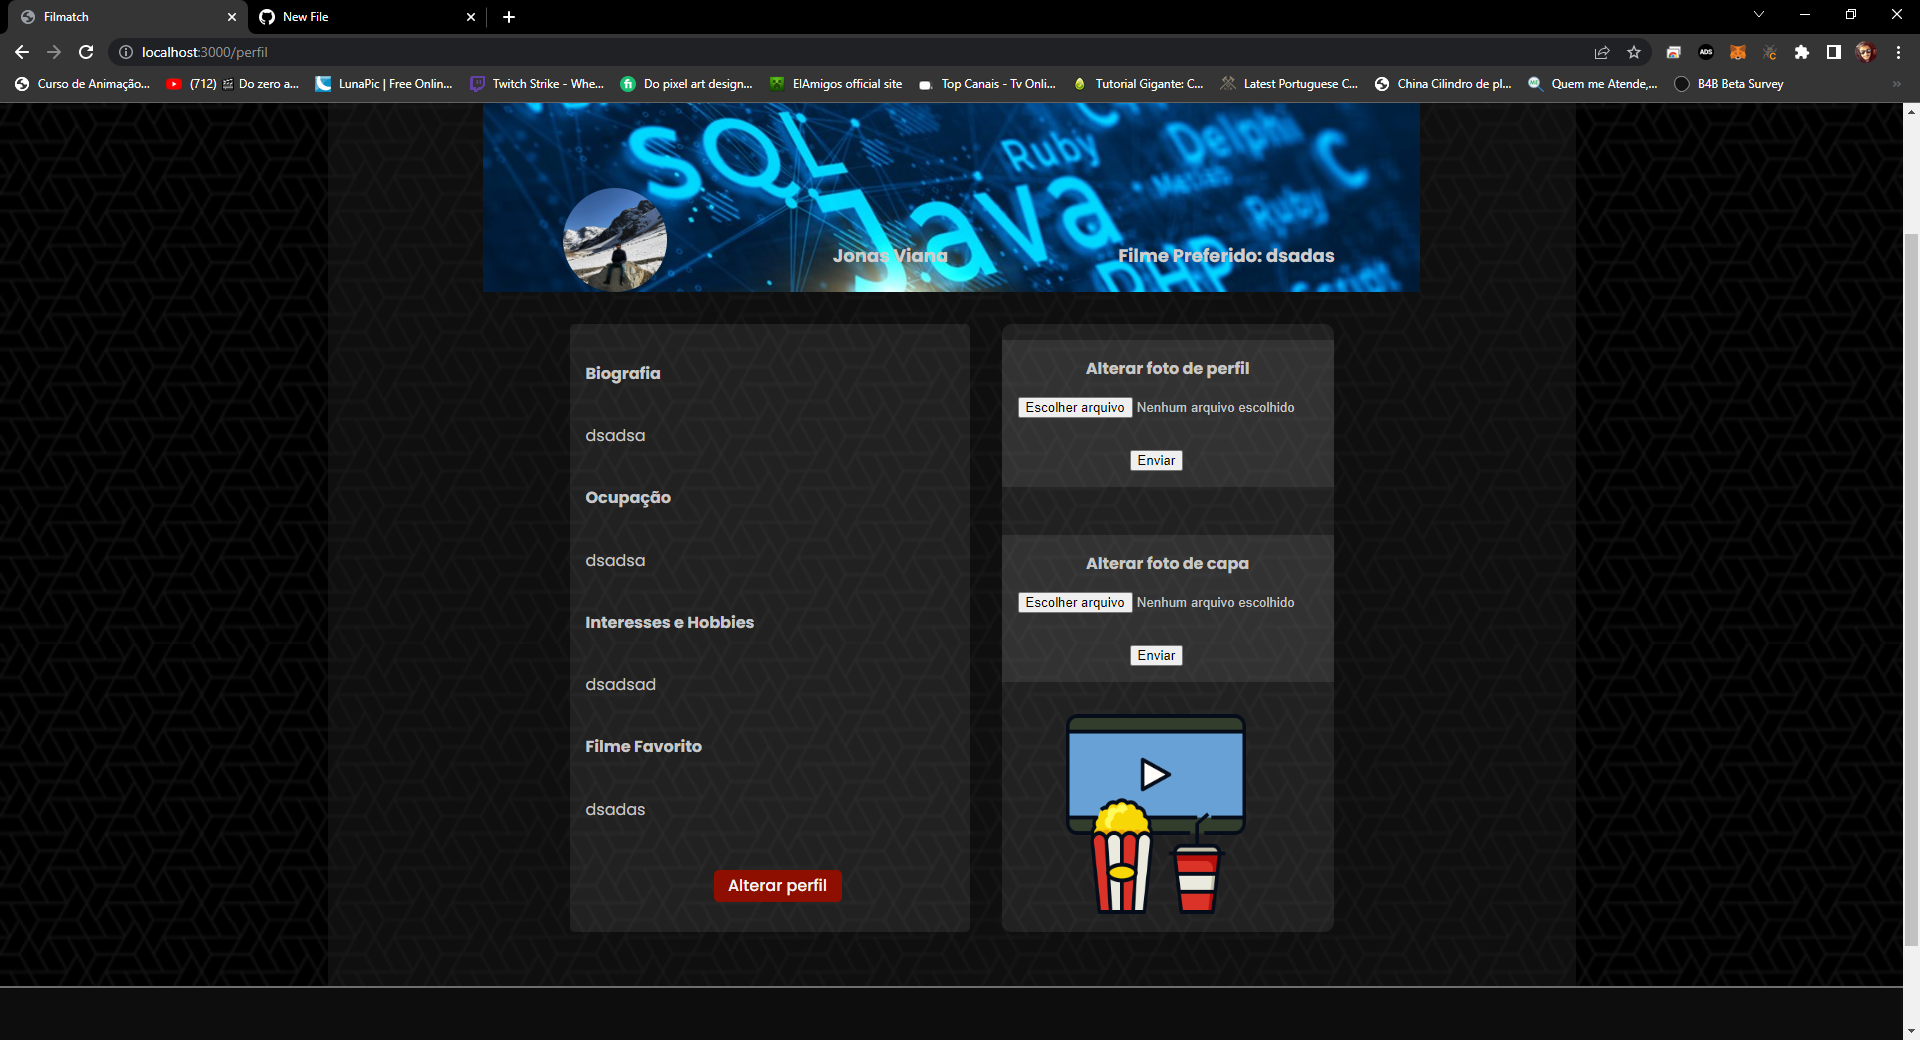 Filmatch
New File
localhost:3000/perfil
Curso de Animação...
(712) Do zero a...
LunaPic | Free Onlin...
Twitch Strike - Whe...
Do pixel art design...
ElAmigos official site
Top Canais - Tv Onli...
Tutorial Gigante: C...
Latest Portuguese C...
China Cilindro de pl...
Quem me Atende,...
B4B Beta Survey
SQL
Ruby
Delphi
C
C
Java
Matlab
Ruby
PHP
Script
Jonas Viana
Filme Preferido: dsadas
Biografia
dsadsa
Ocupação
dsadsa
Interesses e Hobbies
dsadsad
Filme Favorito
dsadas
Alterar perfil
Alterar foto de perfil
Escolher arquivo Nenhum arquivo escolhido
Enviar
Alterar foto de capa
Escolher arquivo Nenhum arquivo escolhido
Enviar